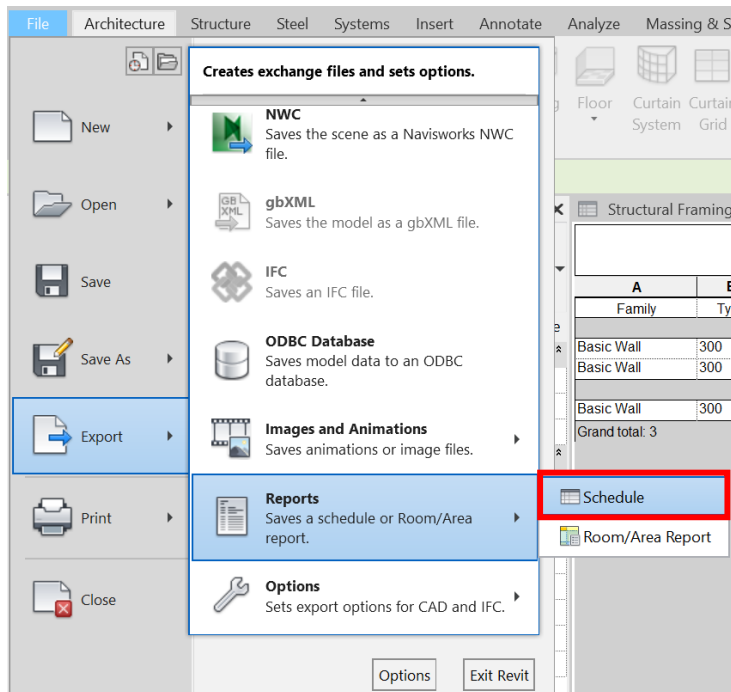 File Architecture Structure Steel Systems Insert Annotate Analyze Massing & S
Creates exchange files and sets options.
New
Open
Save
Save As
Export
Print
Close
NWC
Saves the scene as a Navisworks NWC
file.
GB
XML
gbXML
Saves the model as a gbXML file.
IFC
Saves an IFC file.
ODBC Database
Saves model data to an ODBC
database.
Images and Animations
Saves animations or image files.
Reports
Saves a schedule or Room/Area
report.
Options
Sets export options for CAD and IFC.
Schedule
Room/Area Report
Options Exit Revit
Floor Curtain Curtai
System Grid
Structural Framing
A
Family Ty
Basic Wall 300
Basic Wall 300
Basic Wall 300
Grand total: 3